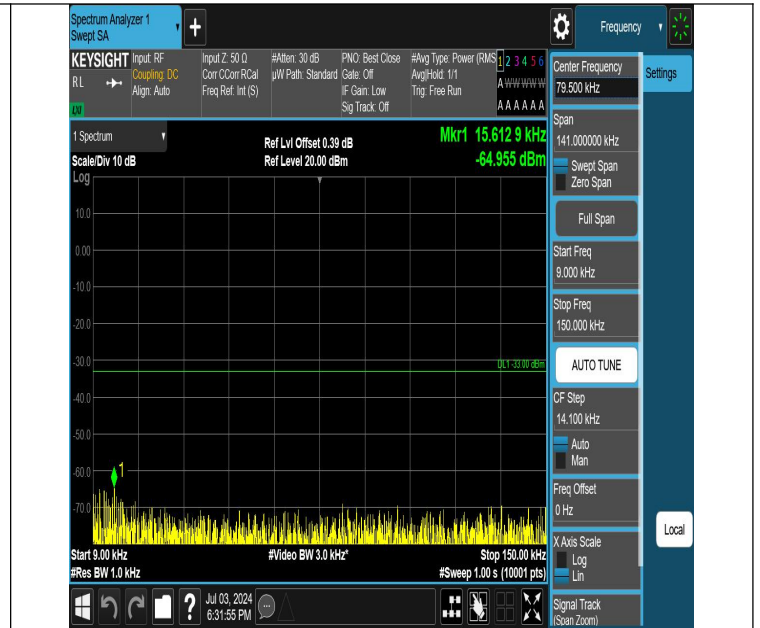 Spectrum Analyzer 1
Swept SA
+
Frequency
KEYSIGHT
RL
LXI
Input: RF
Coupling: DC
Align: Auto
Input Z: 50 Ω
Corr CCorr RCal
Freq Ref: Int (S)
#Atten: 30 dB
µW Path: Standard
PNO: Best Close
Gate: Off
IF Gain: Low
Sig Track: Off
#Avg Type: Power (RMS
Avg|Hold: 1/1
Trig: Free Run
1 2 3 4 5 6
A W W W W W
A A A A A A
1 Spectrum
Scale/Div 10 dB
Log
Ref Lvl Offset 0.39 dB
Ref Level 20.00 dBm
Mkr1 15.612 9 kHz
-64.955 dBm
10.0
0.00
-10.0
-20.0
-30.0
DL1 -33.00 dBm
-40.0
-50.0
-60.0
1
-70.0
Start 9.00 kHz
#Video BW 3.0 kHz*
Stop 150.00 kHz
#Res BW 1.0 kHz
#Sweep 1.00 s (10001 pts)
?
Jul 03, 2024
6:31:55 PM
Center Frequency
79.500 kHz
Settings
Span
141.000000 kHz
Swept Span
Zero Span
Full Span
Start Freq
9.000 kHz
Stop Freq
150.000 kHz
AUTO TUNE
CF Step
14.100 kHz
Auto
Man
Freq Offset
0 Hz
Local
X Axis Scale
Log
Lin
Signal Track
(Span Zoom)